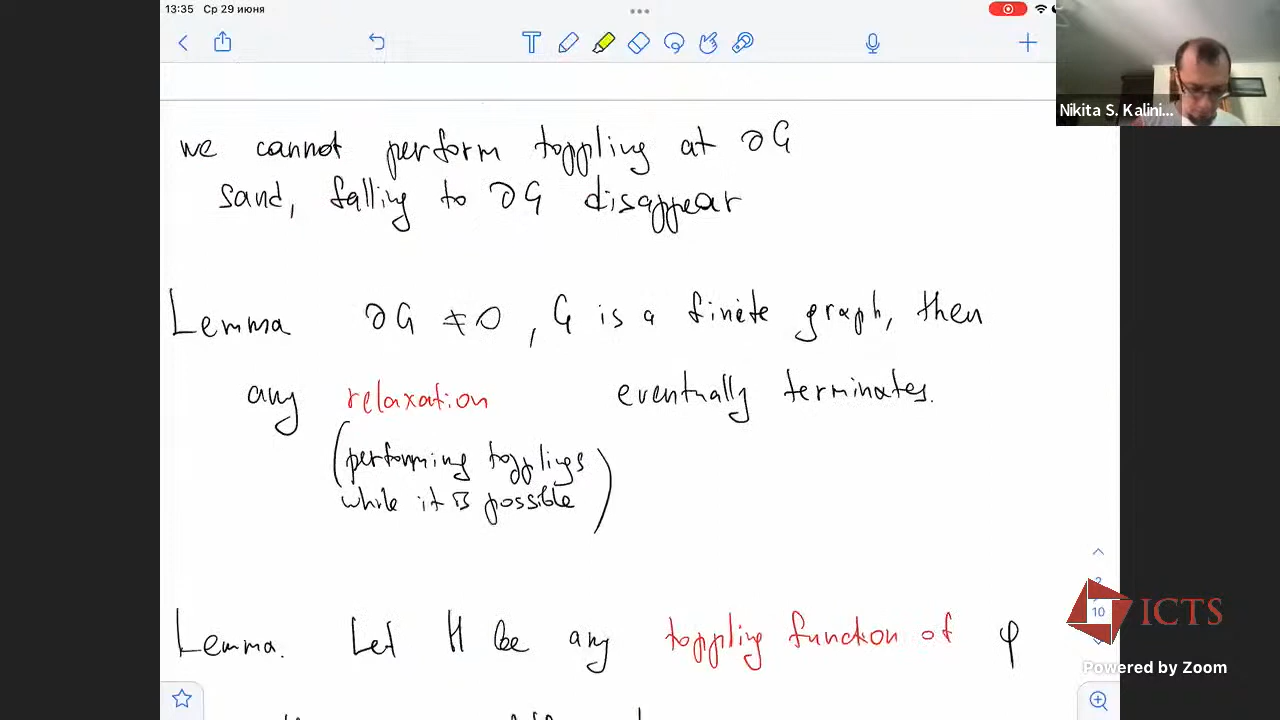 13:35 Ср 29 июня
Nikita S. Kalini...
we cannot perform toppling at ∂G
sand, falling to ∂G disappear
Lemma ∂G ≠ ∅, G is a finite graph, then
any relaxation eventually terminates.
(performing topplings
while it is possible)
2
10
ICTS
Lemma. Let H be any toppling function of φ
Powered by Zoom